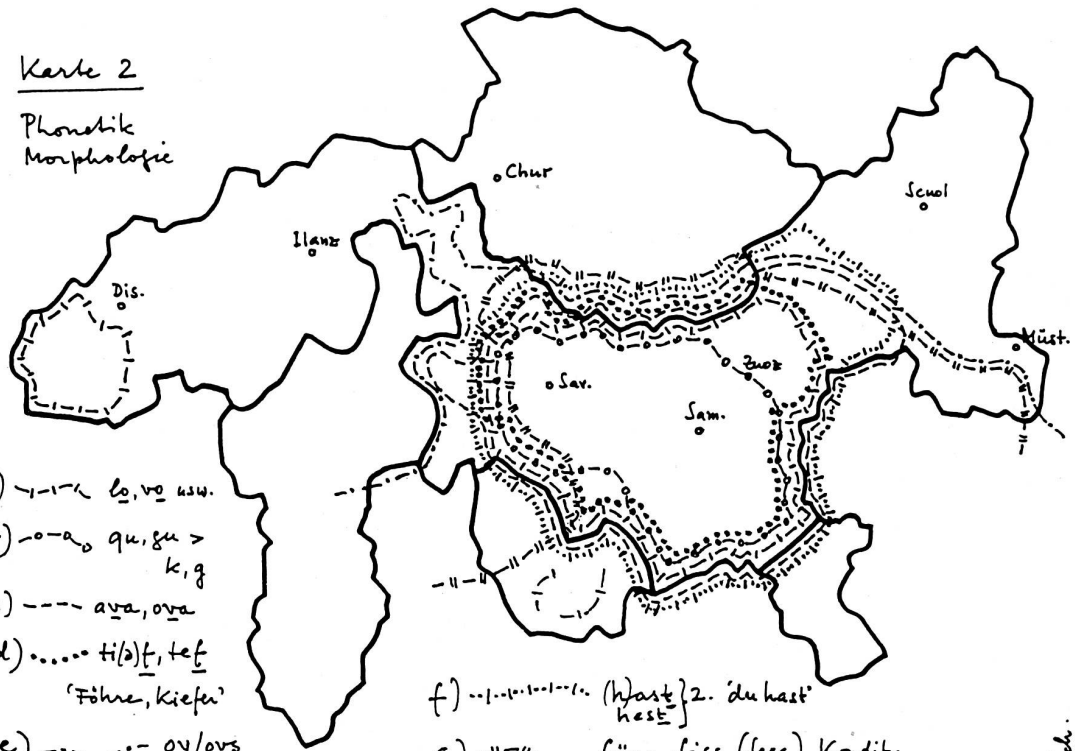 Karte 2
Phonetik
Morphologie
Chur
Scuol
Ilanz
Dis.
Müst.
Zuoz
Sav.
Sam.
) lo, vo usw.
) qu, gu >
k, g
.) ava, ova
d) ti(a)f, tef
'Föhre, Kiefer'
e) ov/ovs
f) (h)ast } 2. 'du hast'
hest